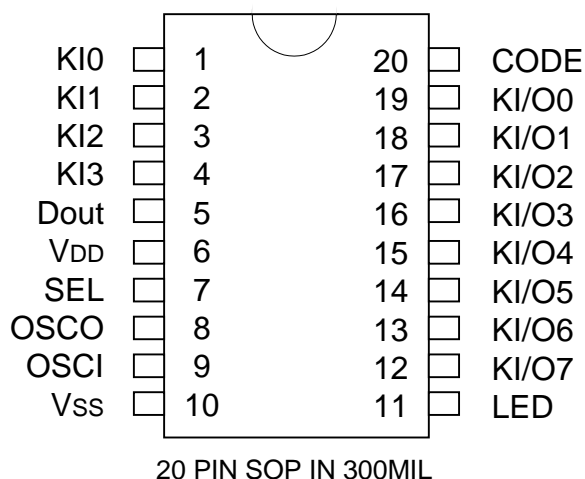 KI0 1 20 CODE
KI1 2 19 KI/O0
KI2 3 18 KI/O1
KI3 4 17 KI/O2
Dout 5 16 KI/O3
VDD 6 15 KI/O4
SEL 7 14 KI/O5
OSCO 8 13 KI/O6
OSCI 9 12 KI/O7
VSS 10 11 LED
20 PIN SOP IN 300MIL